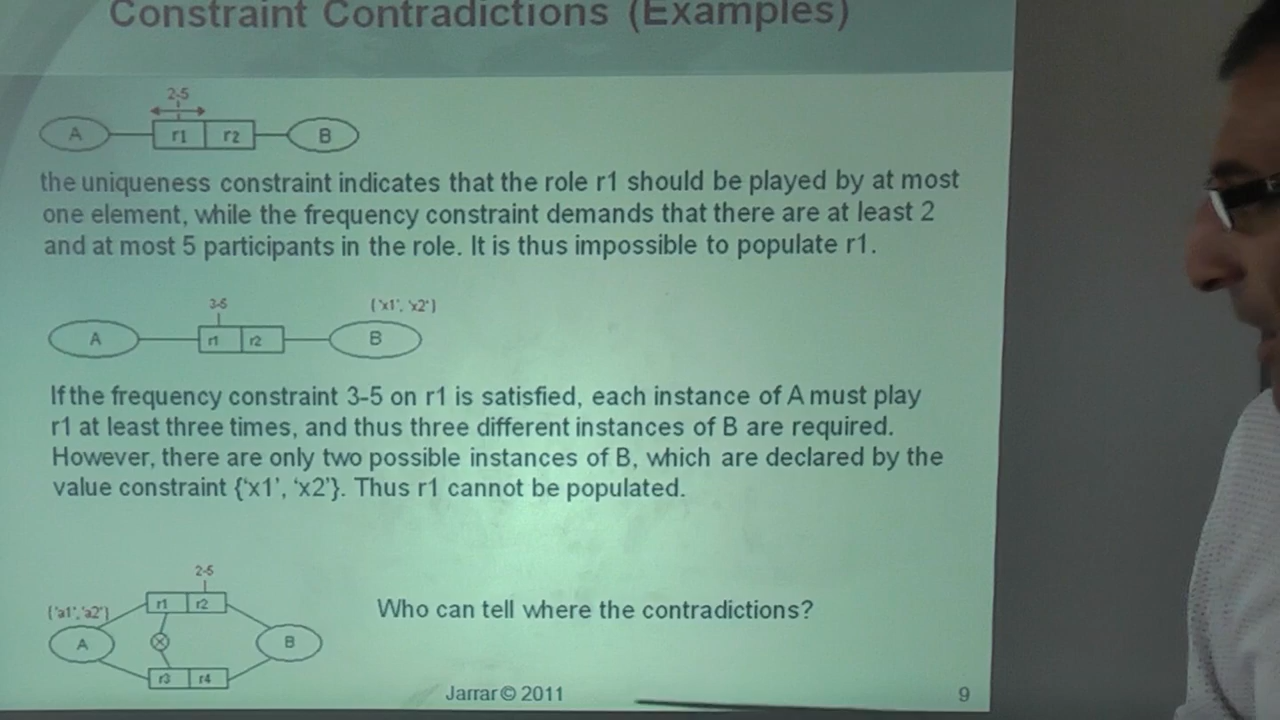 Constraint Contradictions (Examples)
2-5
A r1 r2 B
the uniqueness constraint indicates that the role r1 should be played by at most
one element, while the frequency constraint demands that there are at least 2
and at most 5 participants in the role. It is thus impossible to populate r1.
3-5 {'x1', 'x2'}
A r1 r2 B
If the frequency constraint 3-5 on r1 is satisfied, each instance of A must play
r1 at least three times, and thus three different instances of B are required.
However, there are only two possible instances of B, which are declared by the
value constraint {'x1', 'x2'}. Thus r1 cannot be populated.
2-5
r1 r2
{'a1','a2'}
Who can tell where the contradictions?
A B
r3 r4
Jarrar © 2011
9